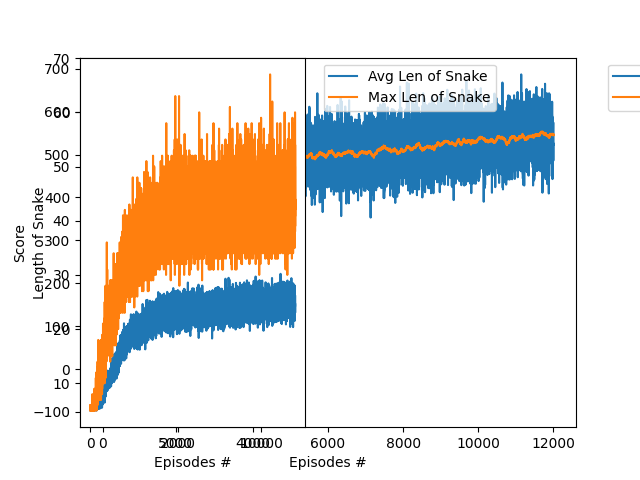 70
700
600
60
500
50
400
40
300
30
200
100
20
0
10
−100
Score
Length of Snake
Avg Len of Snake
Max Len of Snake
0 0 5000 2000 4000 10000 6000 8000 10000 12000
Episodes # Episodes #